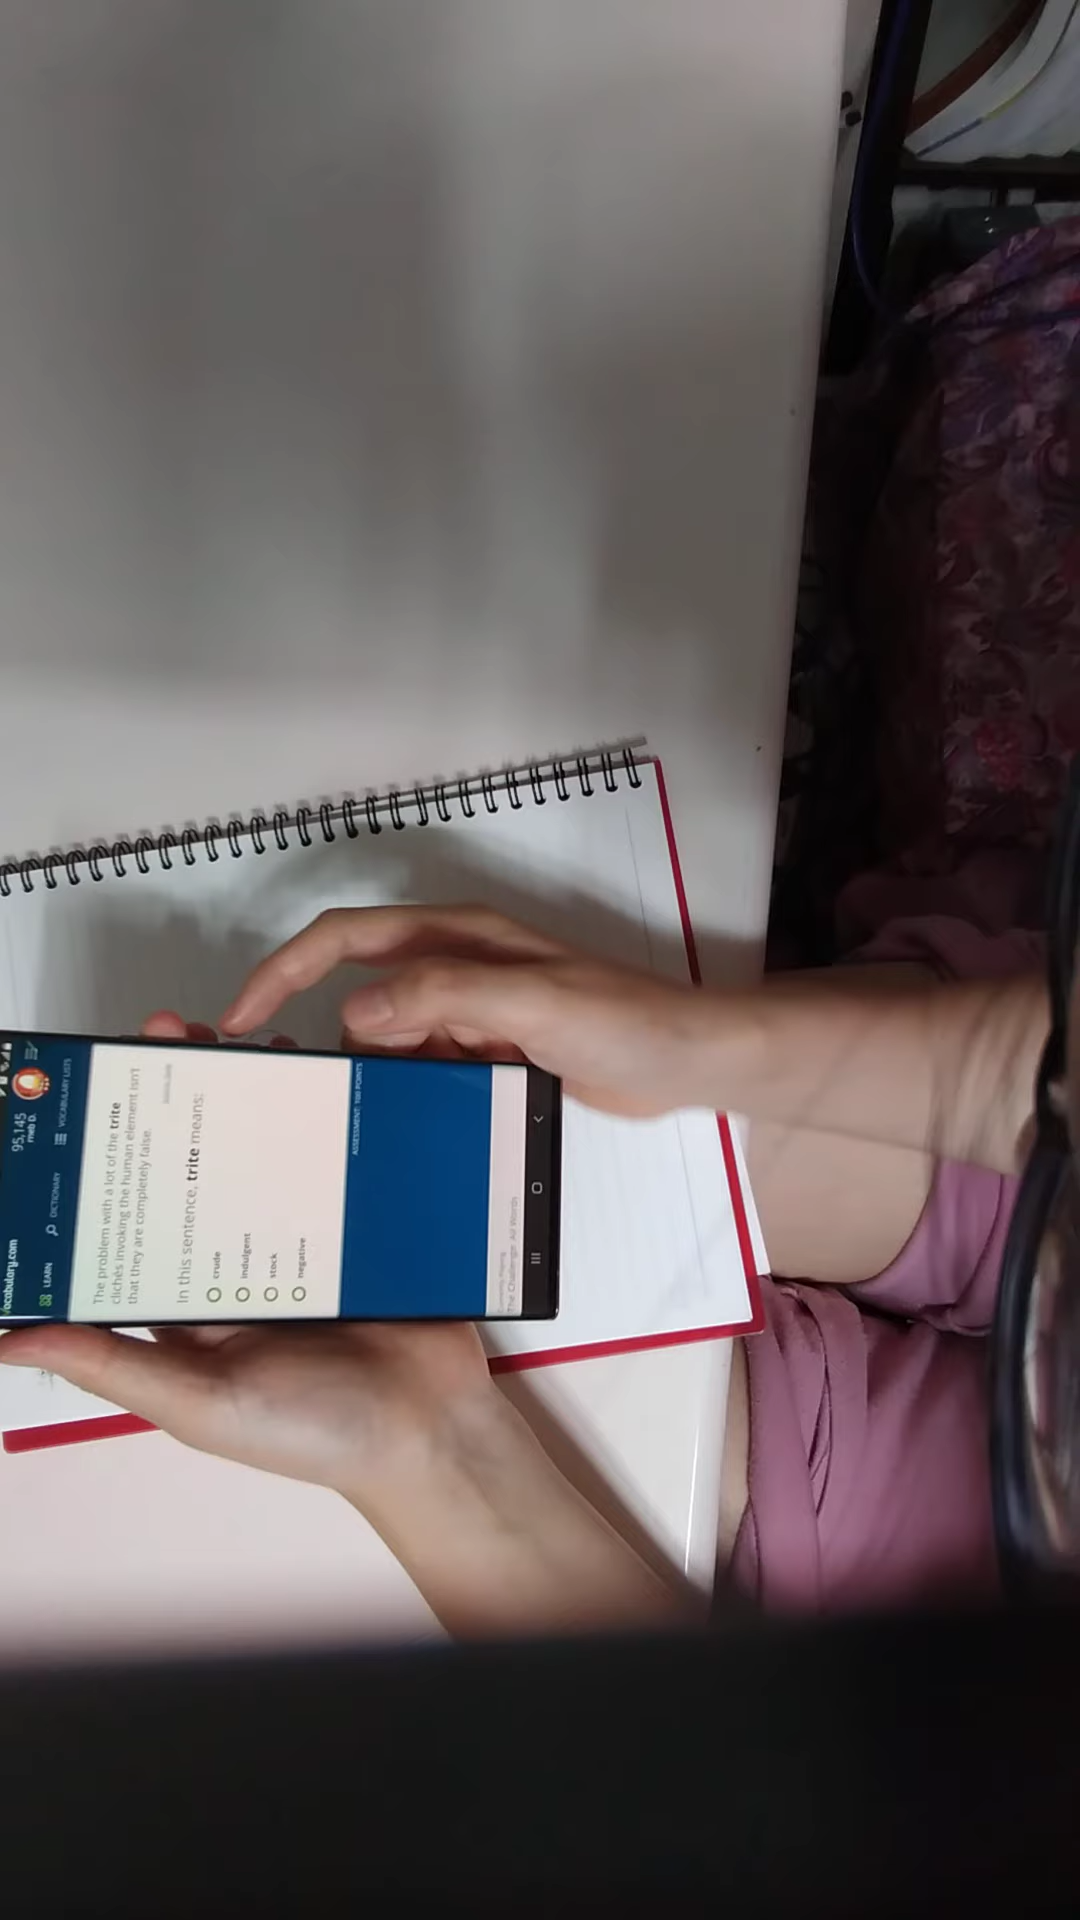 Vocabulary.com
95,145
meb D.
LEARN
DICTIONARY
VOCABULARY LISTS
The problem with a lot of the trite
clichés invoking the human element isn't
that they are completely false.
In this sentence, trite means:
crude
indulgent
stock
negative
ASSESSMENT: 100 POINTS
The Challenge: All Words